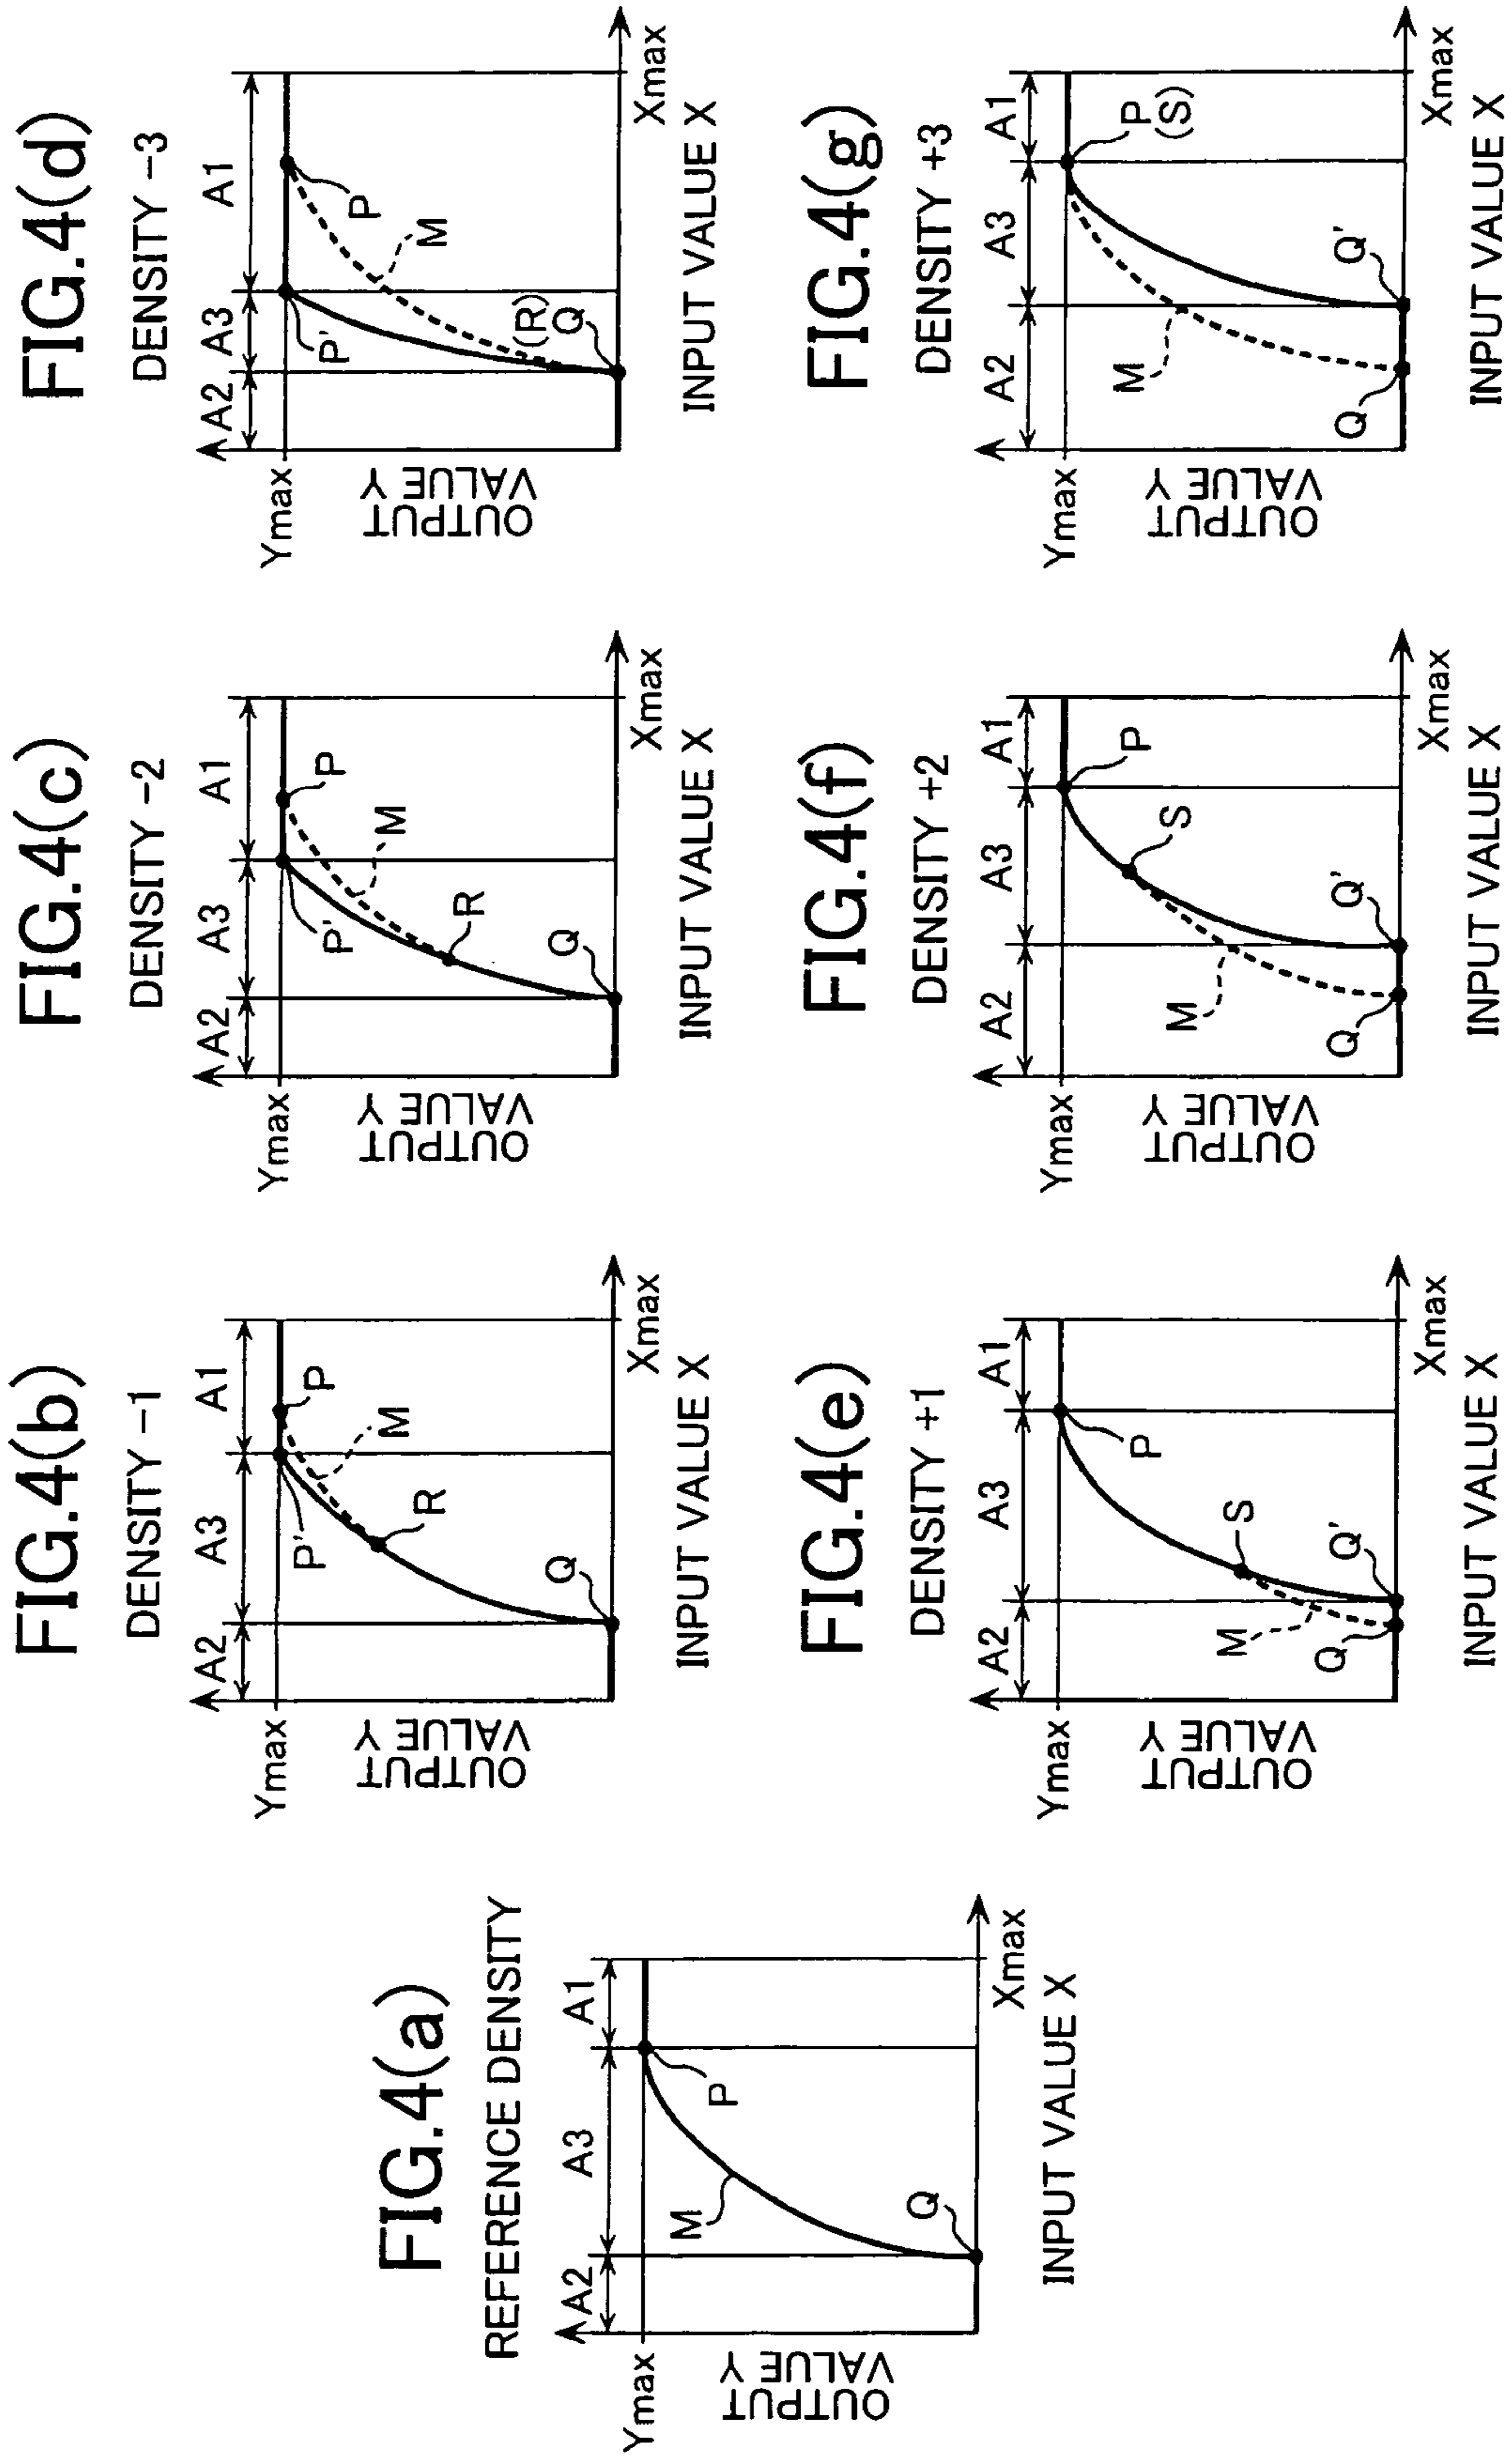 FIG.4(a)
REFERENCE DENSITY
A2
A3
A1
Ymax
P
M
Q
OUTPUT
VALUE Y
Xmax
INPUT VALUE X
FIG.4(b)
DENSITY -1
A2
A3
A1
Ymax
P'
P
M
R
Q
OUTPUT
VALUE Y
Xmax
INPUT VALUE X
FIG.4(c)
DENSITY -2
A2
A3
A1
Ymax
P'
P
M
R
Q
OUTPUT
VALUE Y
Xmax
INPUT VALUE X
FIG.4(d)
DENSITY -3
A2
A3
A1
Ymax
P'
P
M
(R)
Q
OUTPUT
VALUE Y
Xmax
INPUT VALUE X
FIG.4(e)
DENSITY +1
A2
A3
A1
Ymax
P
S
M
Q
Q'
OUTPUT
VALUE Y
Xmax
INPUT VALUE X
FIG.4(f)
DENSITY +2
A2
A3
A1
Ymax
P
S
M
Q
Q'
OUTPUT
VALUE Y
Xmax
INPUT VALUE X
FIG.4(g)
DENSITY +3
A2
A3
A1
Ymax
P
(S)
M
Q
Q'
OUTPUT
VALUE Y
Xmax
INPUT VALUE X